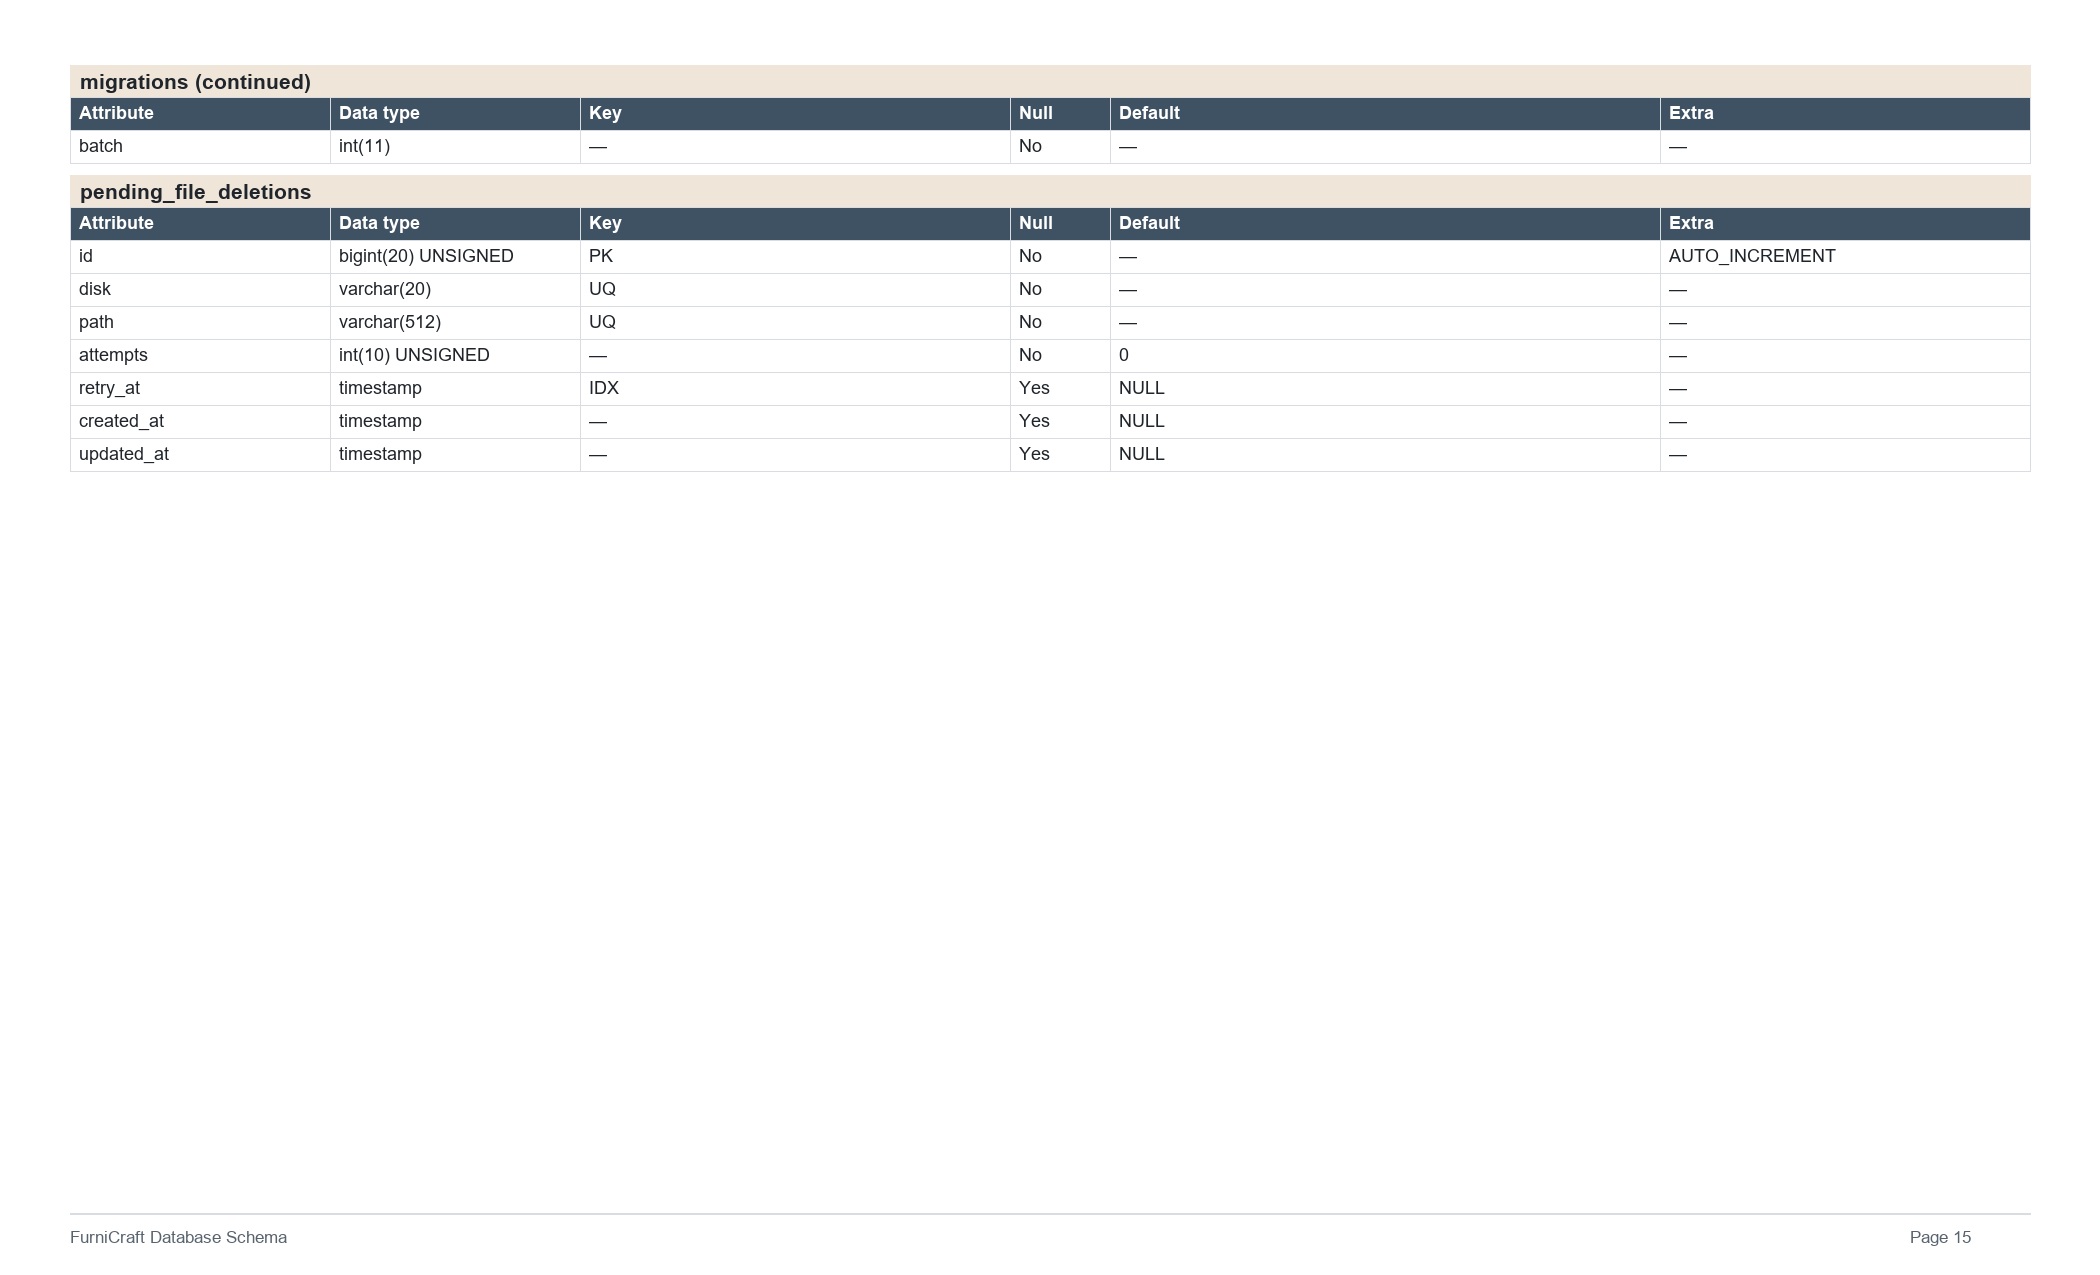 migrations (continued)
Attribute Data type Key Null Default Extra
batch int(11) — No — —
pending_file_deletions
Attribute Data type Key Null Default Extra
id bigint(20) UNSIGNED PK No — AUTO_INCREMENT
disk varchar(20) UQ No — —
path varchar(512) UQ No — —
attempts int(10) UNSIGNED — No 0 —
retry_at timestamp IDX Yes NULL —
created_at timestamp — Yes NULL —
updated_at timestamp — Yes NULL —
FurniCraft Database Schema Page 15